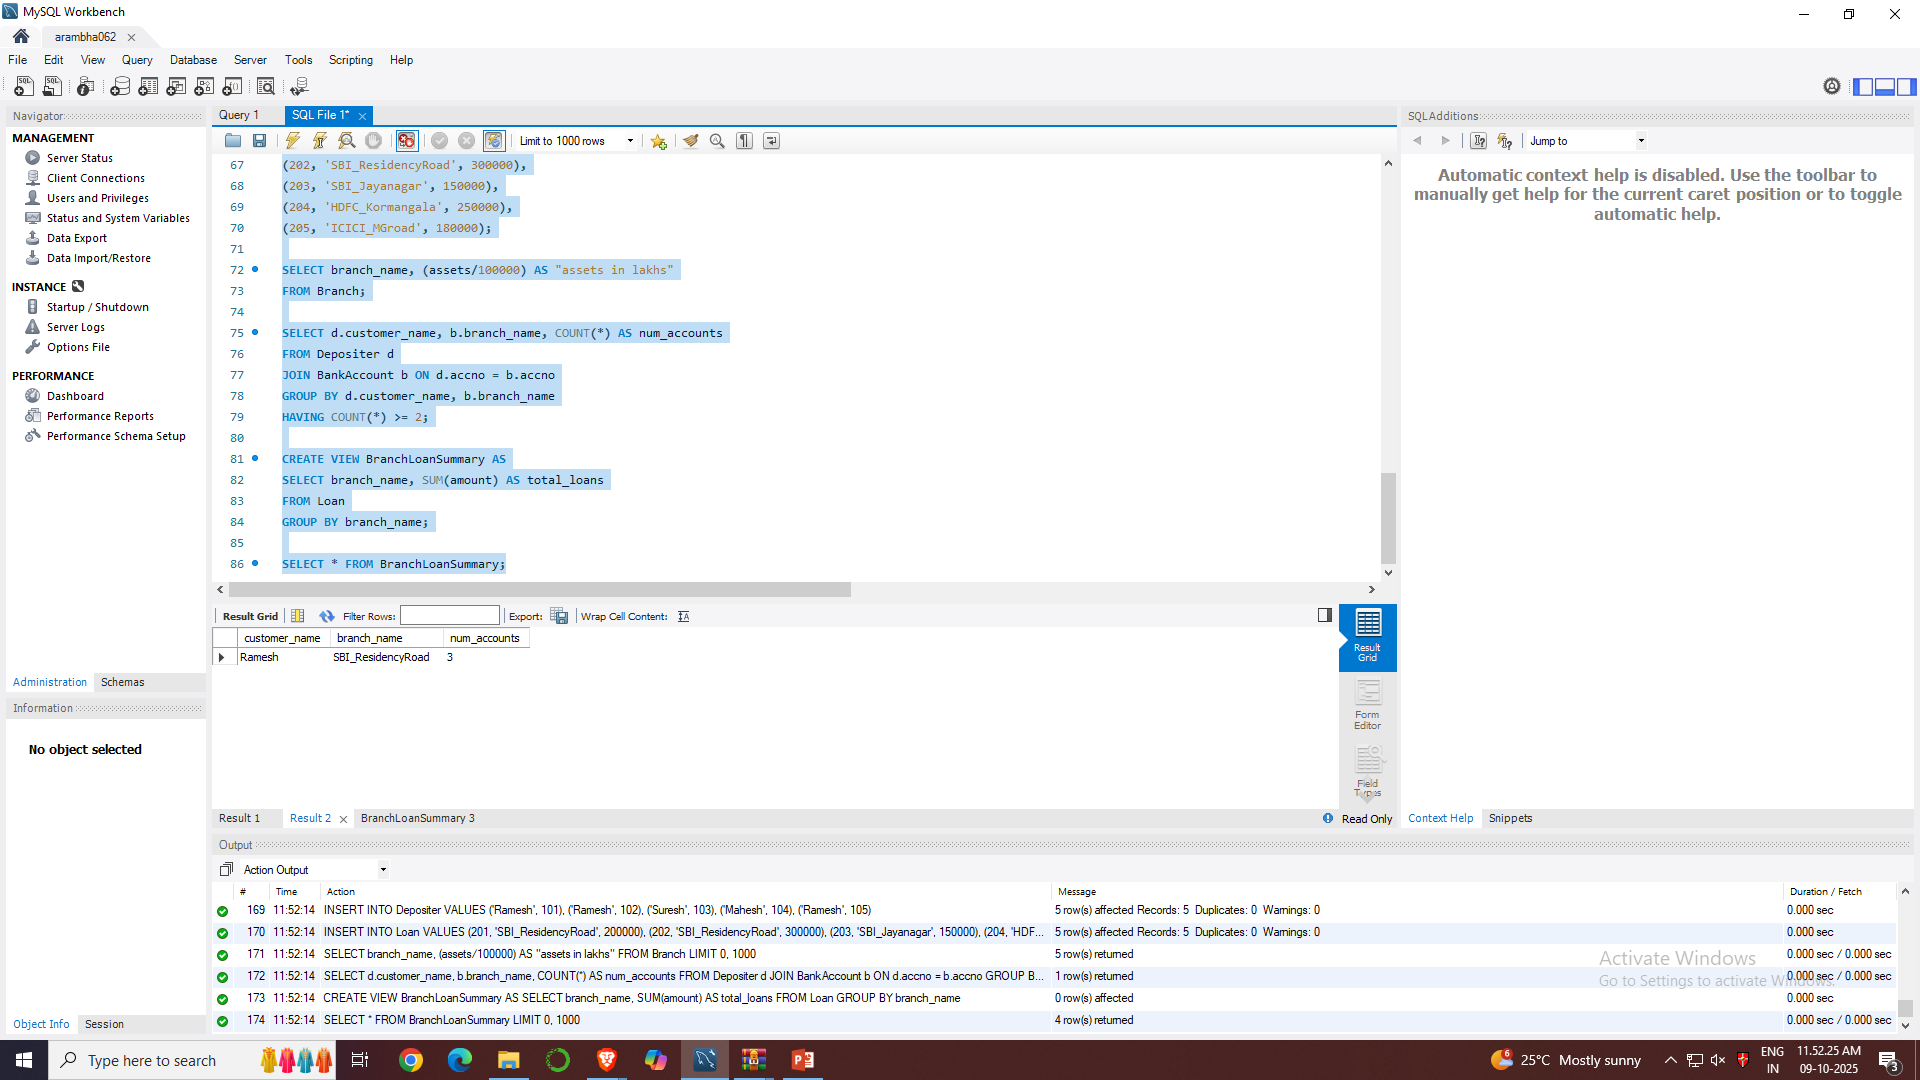 MySQL Workbench
arambha062
File Edit View Query Database Server Tools Scripting Help
Navigator
MANAGEMENT
Server Status
Client Connections
Users and Privileges
Status and System Variables
Data Export
Data Import/Restore
INSTANCE
Startup / Shutdown
Server Logs
Options File
PERFORMANCE
Dashboard
Performance Reports
Performance Schema Setup
Administration Schemas
Information
No object selected
Object Info Session
Query 1 SQL File 1*
Limit to 1000 rows
67 (202, 'SBI_ResidencyRoad', 300000),
68 (203, 'SBI_Jayanagar', 150000),
69 (204, 'HDFC_Kormangala', 250000),
70 (205, 'ICICI_MGroad', 180000);
71
72 SELECT branch_name, (assets/100000) AS "assets in lakhs"
73 FROM Branch;
74
75 SELECT d.customer_name, b.branch_name, COUNT(*) AS num_accounts
76 FROM Depositer d
77 JOIN BankAccount b ON d.accno = b.accno
78 GROUP BY d.customer_name, b.branch_name
79 HAVING COUNT(*) >= 2;
80
81 CREATE VIEW BranchLoanSummary AS
82 SELECT branch_name, SUM(amount) AS total_loans
83 FROM Loan
84 GROUP BY branch_name;
85
86 SELECT * FROM BranchLoanSummary;
Result Grid Filter Rows: Export: Wrap Cell Content:
customer_name branch_name num_accounts
Ramesh SBI_ResidencyRoad 3
Result Grid
Form Editor
Field Types
Result 1 Result 2 BranchLoanSummary 3 Read Only
SQLAdditions
Jump to
Automatic context help is disabled. Use the toolbar to
manually get help for the current caret position or to toggle
automatic help.
Context Help Snippets
Output
Action Output
# Time Action Message Duration / Fetch
169 11:52:14 INSERT INTO Depositer VALUES ('Ramesh', 101), ('Ramesh', 102), ('Suresh', 103), ('Mahesh', 104), ('Ramesh', 105) 5 row(s) affected Records: 5 Duplicates: 0 Warnings: 0 0.000 sec
170 11:52:14 INSERT INTO Loan VALUES (201, 'SBI_ResidencyRoad', 200000), (202, 'SBI_ResidencyRoad', 300000), (203, 'SBI_Jayanagar', 150000), (204, 'HDF... 5 row(s) affected Records: 5 Duplicates: 0 Warnings: 0 0.000 sec
171 11:52:14 SELECT branch_name, (assets/100000) AS "assets in lakhs" FROM Branch LIMIT 0, 1000 5 row(s) returned 0.000 sec / 0.000 sec
172 11:52:14 SELECT d.customer_name, b.branch_name, COUNT(*) AS num_accounts FROM Depositer d JOIN BankAccount b ON d.accno = b.accno GROUP B... 1 row(s) returned 0.000 sec / 0.000 sec
173 11:52:14 CREATE VIEW BranchLoanSummary AS SELECT branch_name, SUM(amount) AS total_loans FROM Loan GROUP BY branch_name 0 row(s) affected 0.000 sec
174 11:52:14 SELECT * FROM BranchLoanSummary LIMIT 0, 1000 4 row(s) returned 0.000 sec / 0.000 sec
Activate Windows
Go to Settings to activate Windows.
Type here to search
6
25°C Mostly sunny
ENG
IN
11.52.25 AM
09-10-2025
3